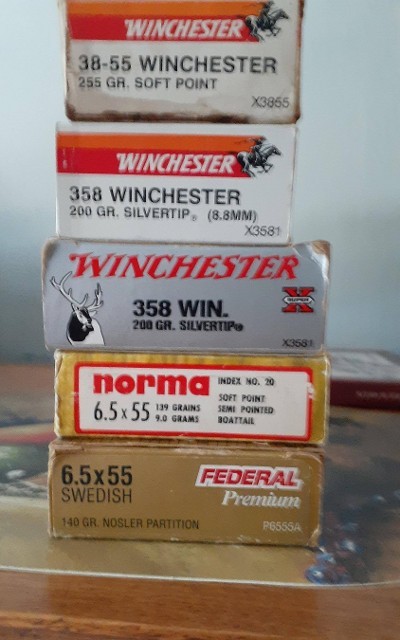 WINCHESTER
38-55 WINCHESTER
255 GR. SOFT POINT
X3855
WINCHESTER
358 WINCHESTER
200 GR. SILVERTIP® (8.8MM)
X3581
WINCHESTER
358 WIN.
SUPER X
200 GR. SILVERTIP®
X3581
norma INDEX NO. 20
6.5 x 55 139 GRAINS SOFT POINT
9.0 GRAMS SEMI POINTED
BOATTAIL
6.5x55 FEDERAL
SWEDISH Premium
140 GR. NOSLER PARTITION P6555A